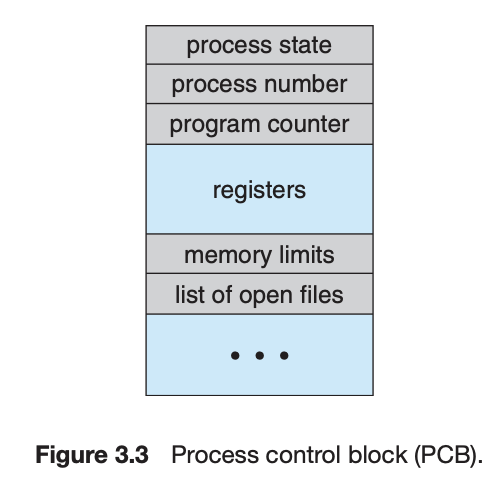 process state
process number
program counter
registers
memory limits
list of open files
• • •
Figure 3.3 Process control block (PCB).